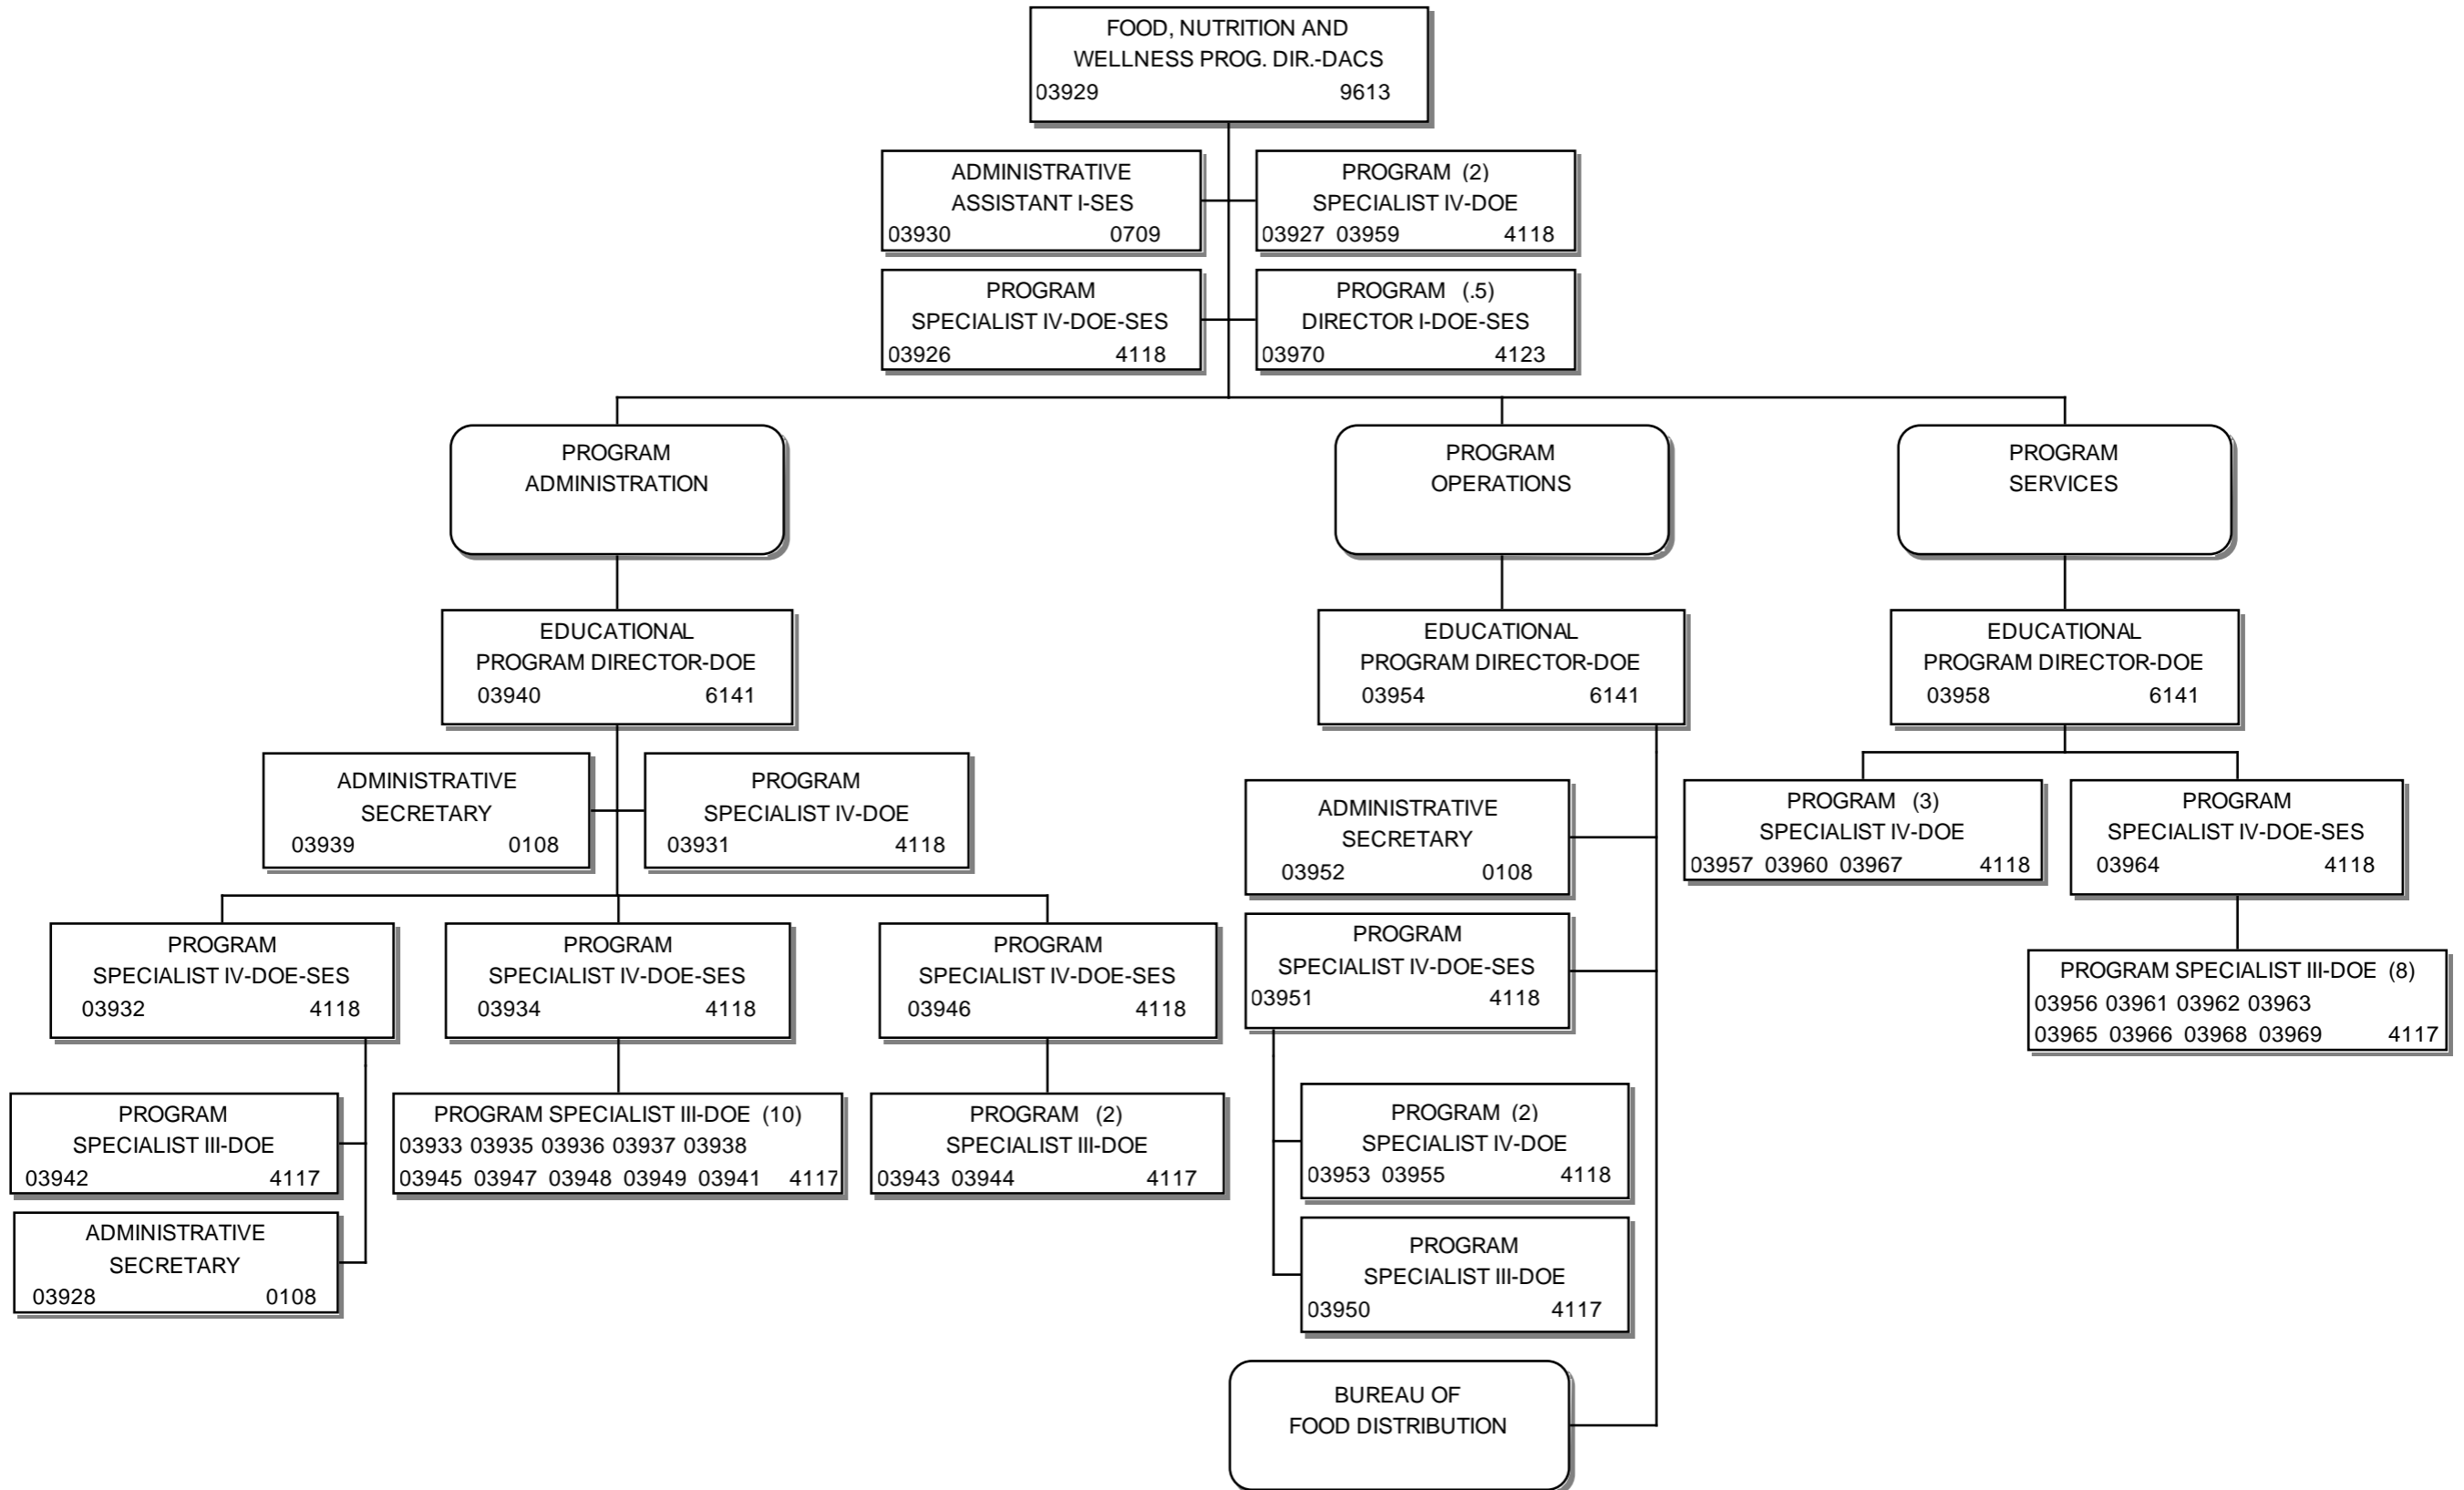 FOOD, NUTRITION AND
WELLNESS PROG. DIR.-DACS
03929 9613
ADMINISTRATIVE
ASSISTANT I-SES
03930 0709
PROGRAM (2)
SPECIALIST IV-DOE
03927 03959 4118
PROGRAM
SPECIALIST IV-DOE-SES
03926 4118
PROGRAM (.5)
DIRECTOR I-DOE-SES
03970 4123
PROGRAM
ADMINISTRATION
PROGRAM
OPERATIONS
PROGRAM
SERVICES
EDUCATIONAL
PROGRAM DIRECTOR-DOE
03940 6141
EDUCATIONAL
PROGRAM DIRECTOR-DOE
03954 6141
EDUCATIONAL
PROGRAM DIRECTOR-DOE
03958 6141
ADMINISTRATIVE
SECRETARY
03939 0108
PROGRAM
SPECIALIST IV-DOE
03931 4118
ADMINISTRATIVE
SECRETARY
03952 0108
PROGRAM (3)
SPECIALIST IV-DOE
03957 03960 03967 4118
PROGRAM
SPECIALIST IV-DOE-SES
03964 4118
PROGRAM
SPECIALIST IV-DOE-SES
03932 4118
PROGRAM
SPECIALIST IV-DOE-SES
03934 4118
PROGRAM
SPECIALIST IV-DOE-SES
03946 4118
PROGRAM
SPECIALIST IV-DOE-SES
03951 4118
PROGRAM SPECIALIST III-DOE (8)
03956 03961 03962 03963
03965 03966 03968 03969 4117
PROGRAM
SPECIALIST III-DOE
03942 4117
PROGRAM SPECIALIST III-DOE (10)
03933 03935 03936 03937 03938
03945 03947 03948 03949 03941 4117
PROGRAM (2)
SPECIALIST III-DOE
03943 03944 4117
PROGRAM (2)
SPECIALIST IV-DOE
03953 03955 4118
ADMINISTRATIVE
SECRETARY
03928 0108
PROGRAM
SPECIALIST III-DOE
03950 4117
BUREAU OF
FOOD DISTRIBUTION